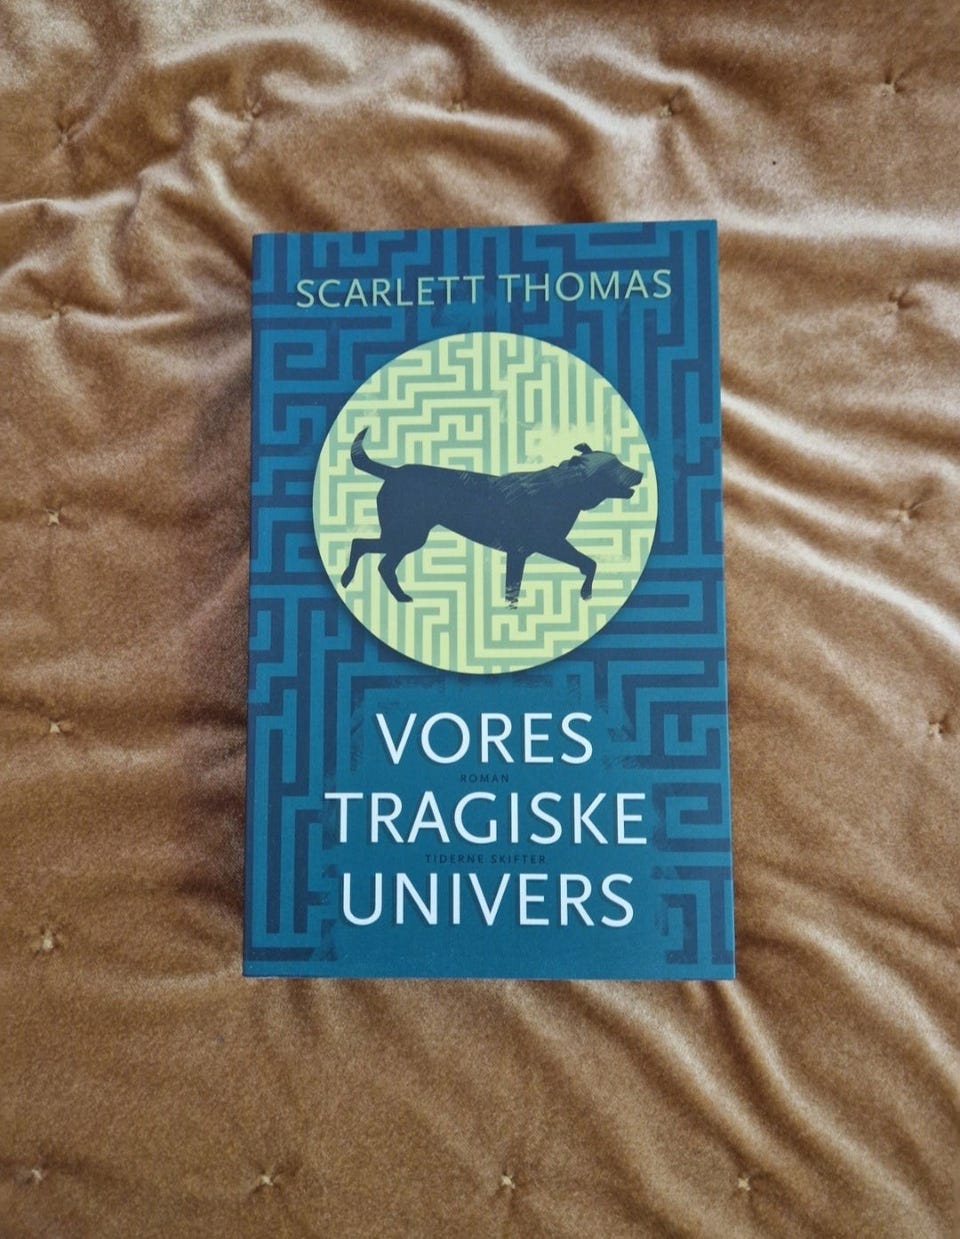 SCARLETT THOMAS
VORES
ROMAN
TRAGISKE
TIDERNE SKIFTER
UNIVERS